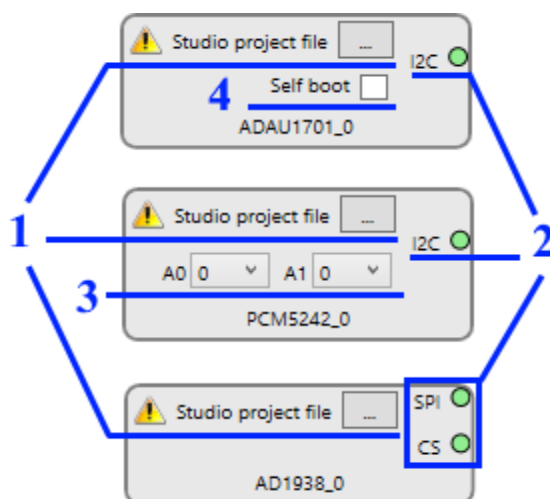 Studio project file ... I2C
4 Self boot
ADAU1701_0
1 2
Studio project file ... I2C
A0 0 A1 0
3
PCM5242_0
Studio project file ... SPI
CS
AD1938_0